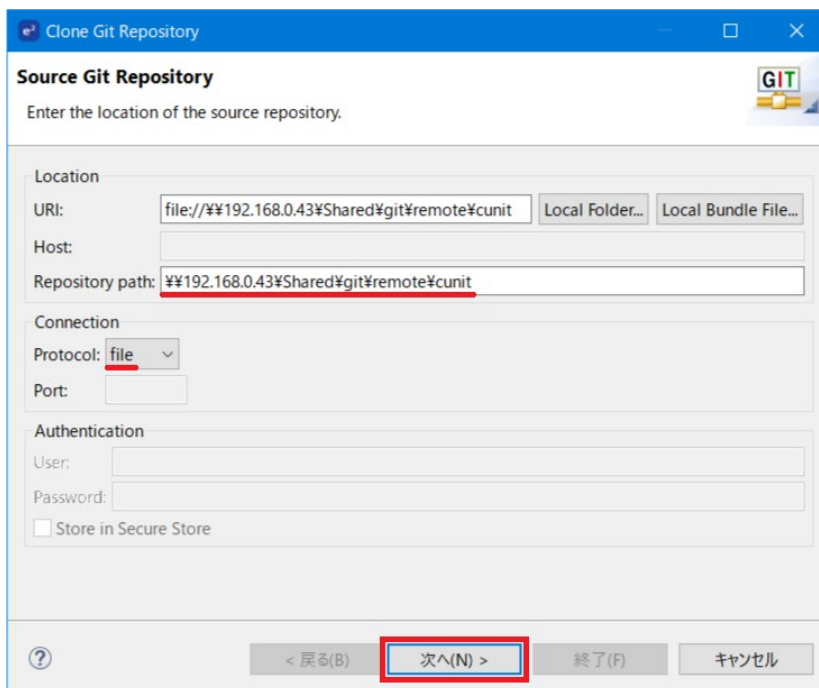 e² Clone Git Repository
Source Git Repository
Enter the location of the source repository.
GIT
Location
URI: file://¥¥192.168.0.43¥Shared¥git¥remote¥cunit Local Folder... Local Bundle File...
Host:
Repository path: ¥¥192.168.0.43¥Shared¥git¥remote¥cunit
Connection
Protocol: file
Port:
Authentication
User:
Password:
Store in Secure Store
? < 戻る(B) 次へ(N) > 終了(F) キャンセル